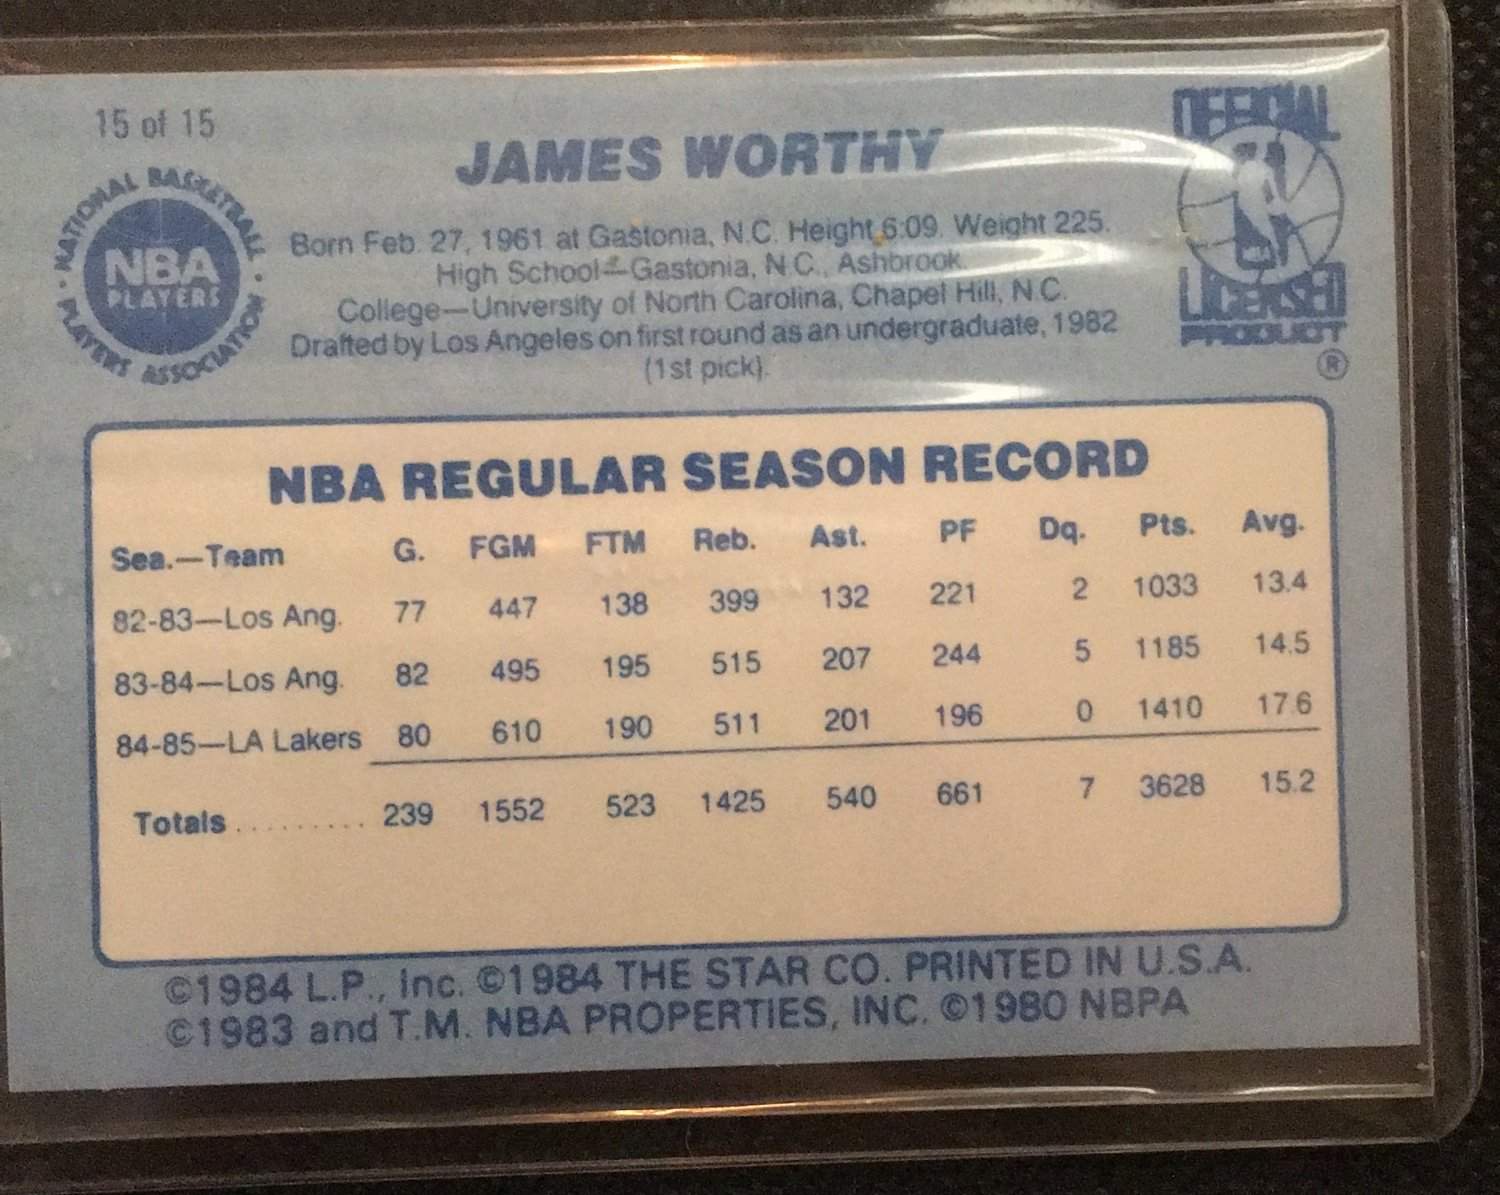 15 of 15
JAMES WORTHY
NATIONAL BASKETBALL
NBA
PLAYERS
PLAYERS ASSOCIATION
OFFICIAL
LICENSED
PRODUCT
®
Born Feb. 27, 1961 at Gastonia, N.C. Height 6:09. Weight 225.
High School—Gastonia, N.C., Ashbrook.
College—University of North Carolina, Chapel Hill, N.C.
Drafted by Los Angeles on first round as an undergraduate, 1982
(1st pick).
NBA REGULAR SEASON RECORD
Sea.—Team G. FGM FTM Reb. Ast. PF Dq. Pts. Avg.
82-83—Los Ang. 77 447 138 399 132 221 2 1033 13.4
83-84—Los Ang. 82 495 195 515 207 244 5 1185 14.5
84-85—LA Lakers 80 610 190 511 201 196 0 1410 17.6
Totals .......... 239 1552 523 1425 540 661 7 3628 15.2
©1984 L.P., Inc. ©1984 THE STAR CO. PRINTED IN U.S.A.
©1983 and T.M. NBA PROPERTIES, INC. ©1980 NBPA